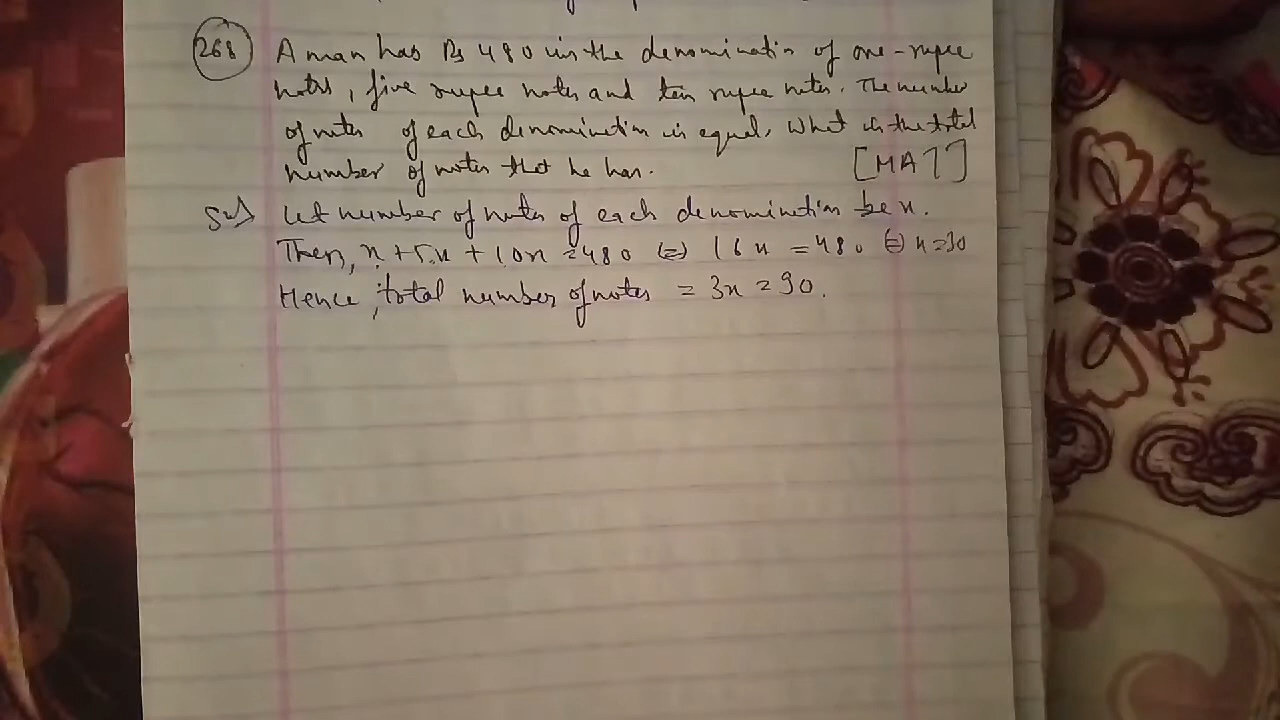 268 A man has Rs 480 in the denominatin of one-rupee
notes, five rupee notes and ten rupee notes. The number
of notes of each denomination is equal. What is the total
number of notes that he has. [MAT]
Sol) Let number of notes of each denomination be x.
Then, x + 5x + 10x = 480 (=) 16x = 480 (=) x = 30
Hence, total number of notes = 3x = 90.